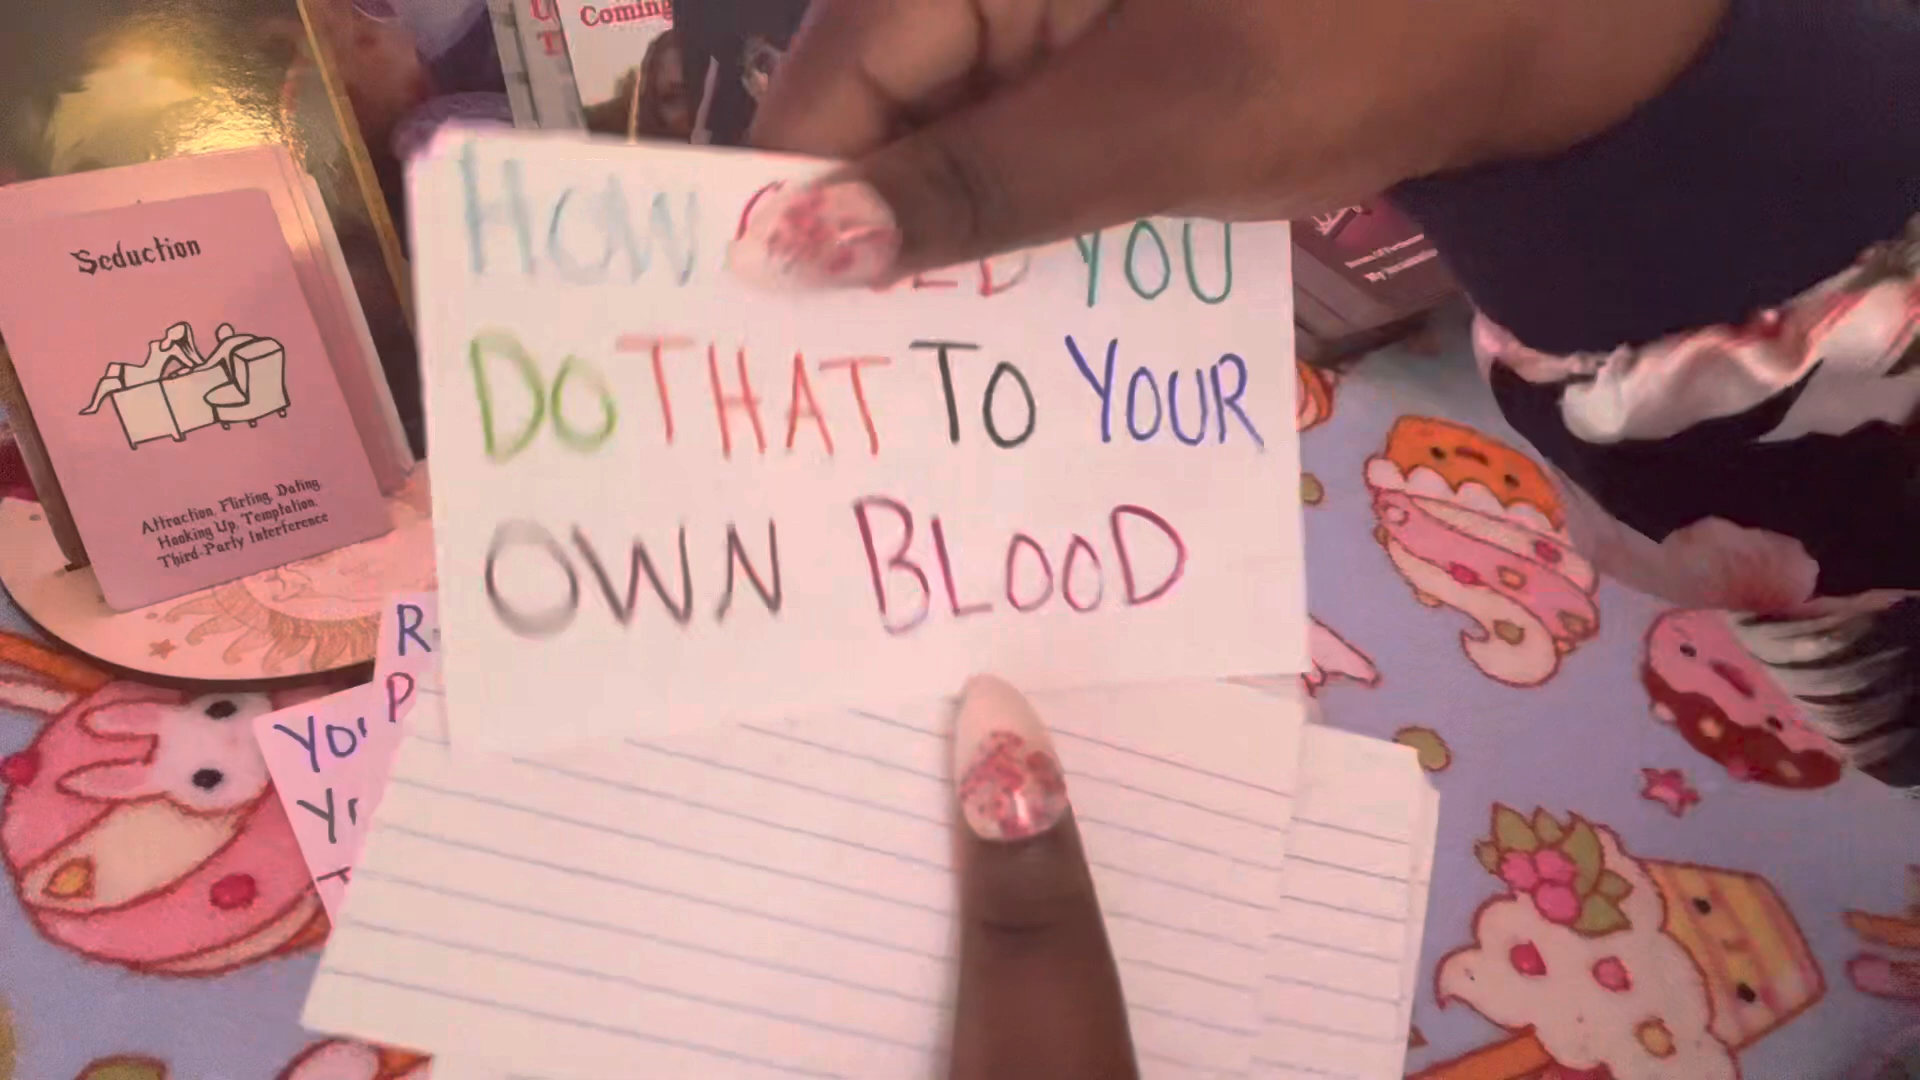 Coming
Seduction
Attraction, Flirting, Dating,
Hooking Up, Temptation,
Third-Party Interference
HOW YOU
DO THAT TO YOUR
OWN BLOOD
R
P